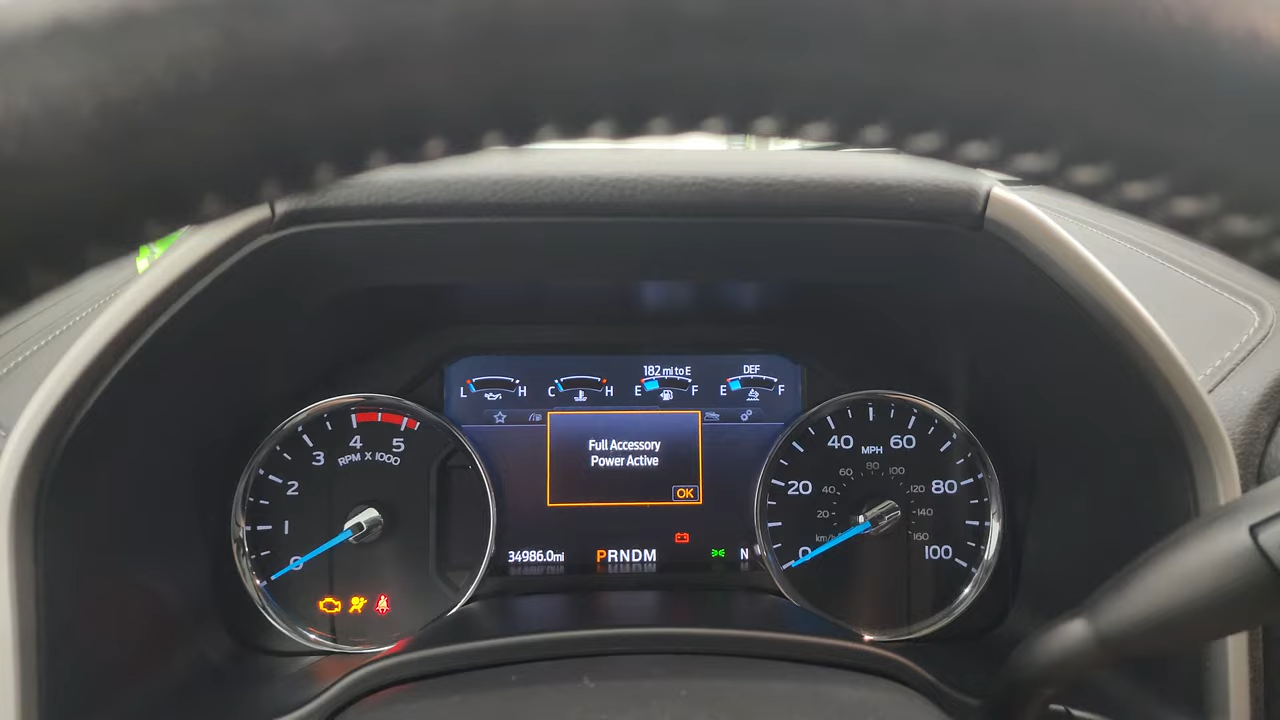 182 mi to E
DEF
L H
C H
E F
E F
Full Accessory
Power Active
OK
34986.0mi
PRNDM
N
0
1
2
3
4
5
RPM X 1000
0
20
40
60
80
100
MPH
km/h
20
40
60
80
100
120
140
160